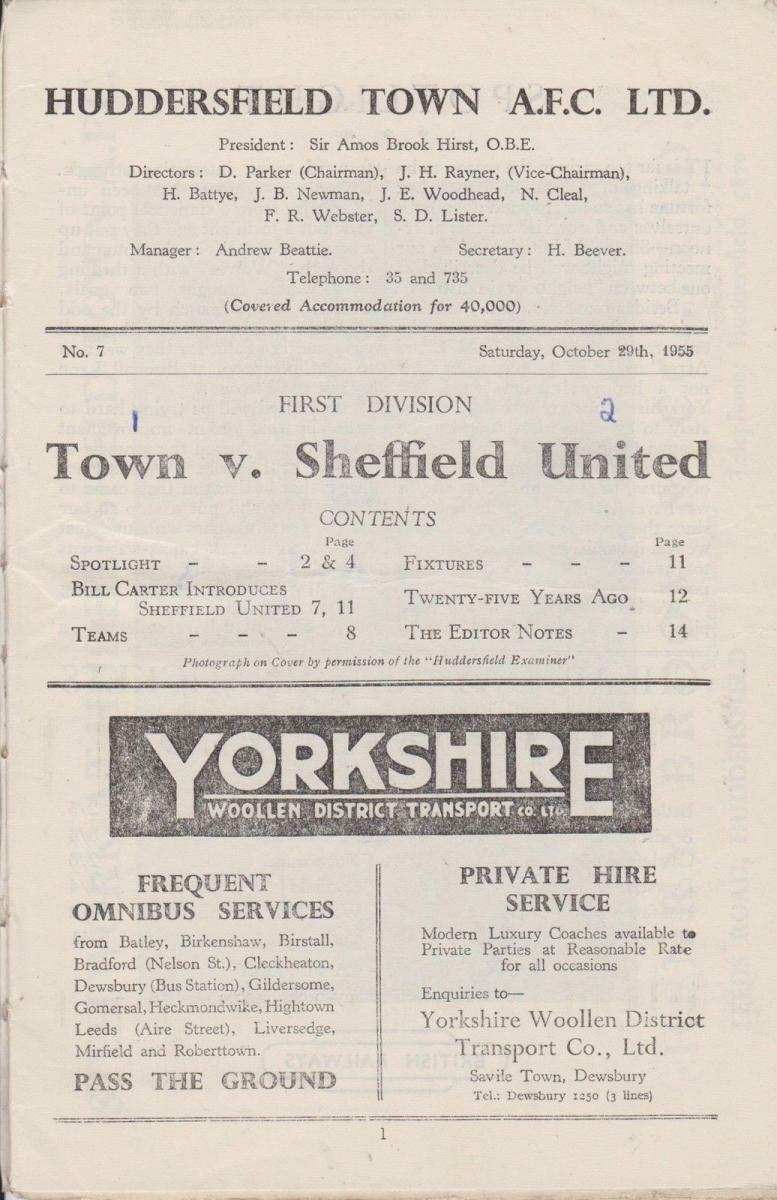 HUDDERSFIELD TOWN A.F.C. LTD.
President : Sir Amos Brook Hirst, O.B.E.
Directors : D. Parker (Chairman), J. H. Rayner, (Vice-Chairman),
H. Battye, J. B. Newman, J. E. Woodhead, N. Cleal,
F. R. Webster, S. D. Lister.
Manager : Andrew Beattie. Secretary : H. Beever.
Telephone : 35 and 735
(Covered Accommodation for 40,000)
No. 7 Saturday, October 29th, 1955
FIRST DIVISION
1 2
Town v. Sheffield United
CONTENTS
Page
SPOTLIGHT - - 2 & 4
BILL CARTER INTRODUCES
SHEFFIELD UNITED 7, 11
TEAMS - - - - 8
Page
FIXTURES - - - 11
TWENTY-FIVE YEARS AGO 12
THE EDITOR NOTES - 14
Photograph on Cover by permission of the "Huddersfield Examiner"
YORKSHIRE
WOOLLEN DISTRICT TRANSPORT CO. LTD.
FREQUENT
OMNIBUS SERVICES
from Batley, Birkenshaw, Birstall,
Bradford (Nelson St.), Cleckheaton,
Dewsbury (Bus Station), Gildersome,
Gomersal, Heckmondwike, Hightown
Leeds (Aire Street), Liversedge,
Mirfield and Roberttown.
PASS THE GROUND
PRIVATE HIRE
SERVICE
Modern Luxury Coaches available to
Private Parties at Reasonable Rate
for all occasions
Enquiries to—
Yorkshire Woollen District
Transport Co., Ltd.
Savile Town, Dewsbury
Tel.: Dewsbury 1250 (3 lines)
1